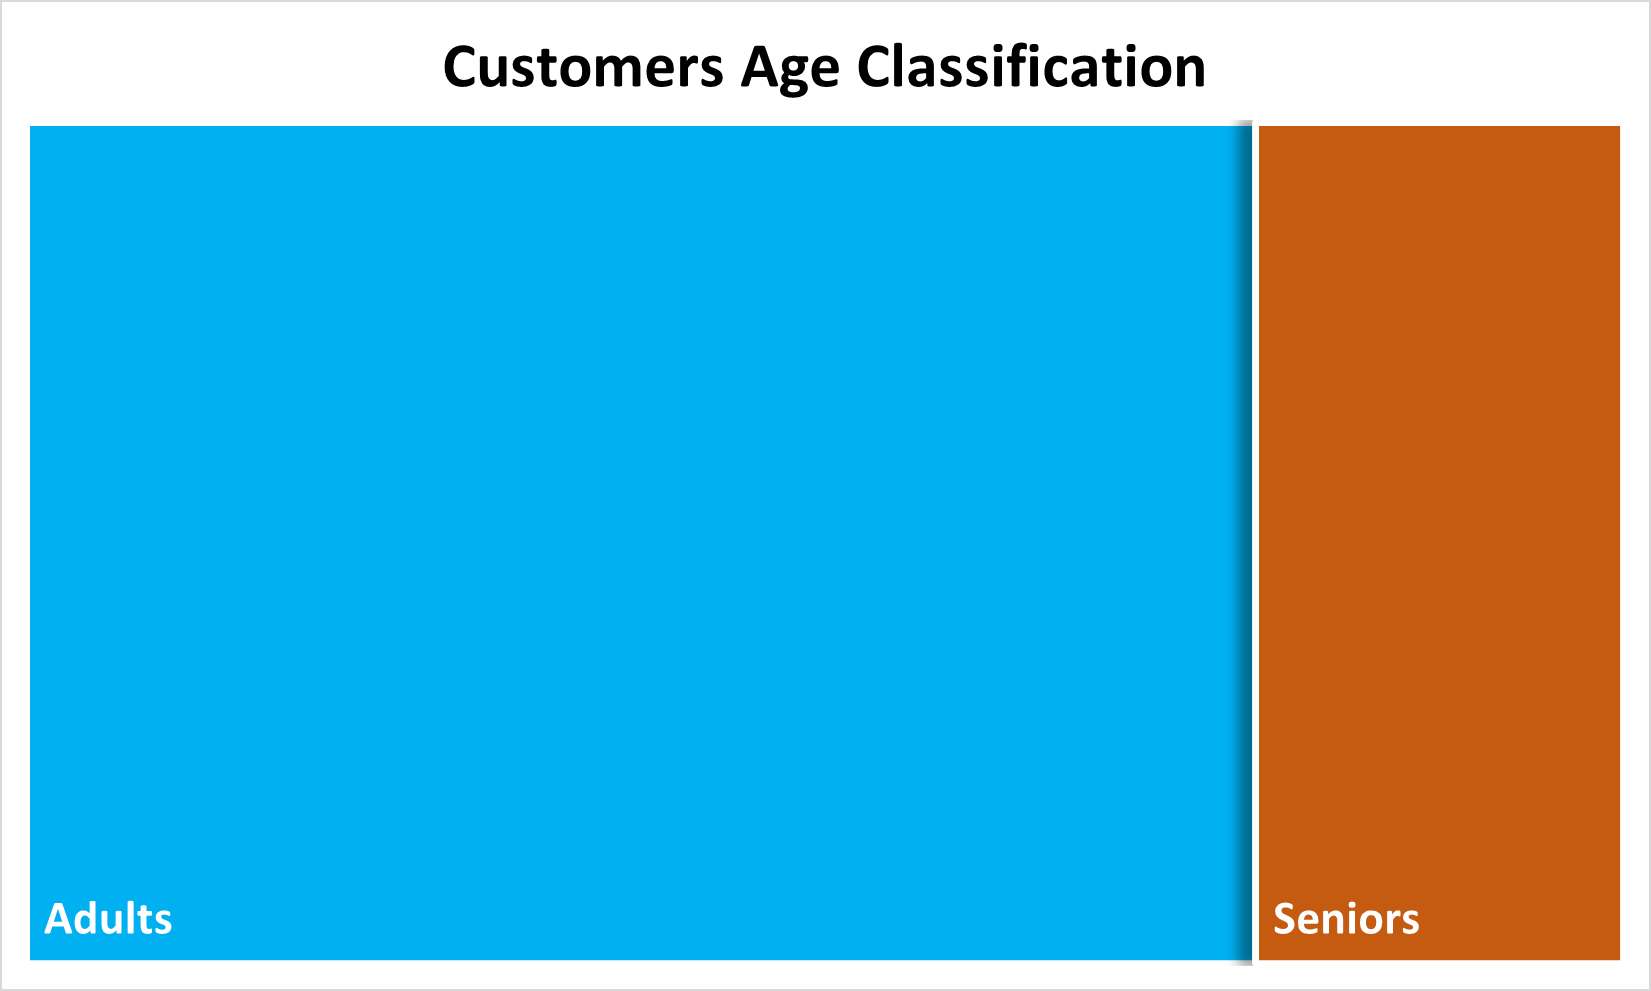 Customers Age Classification
Adults
Seniors